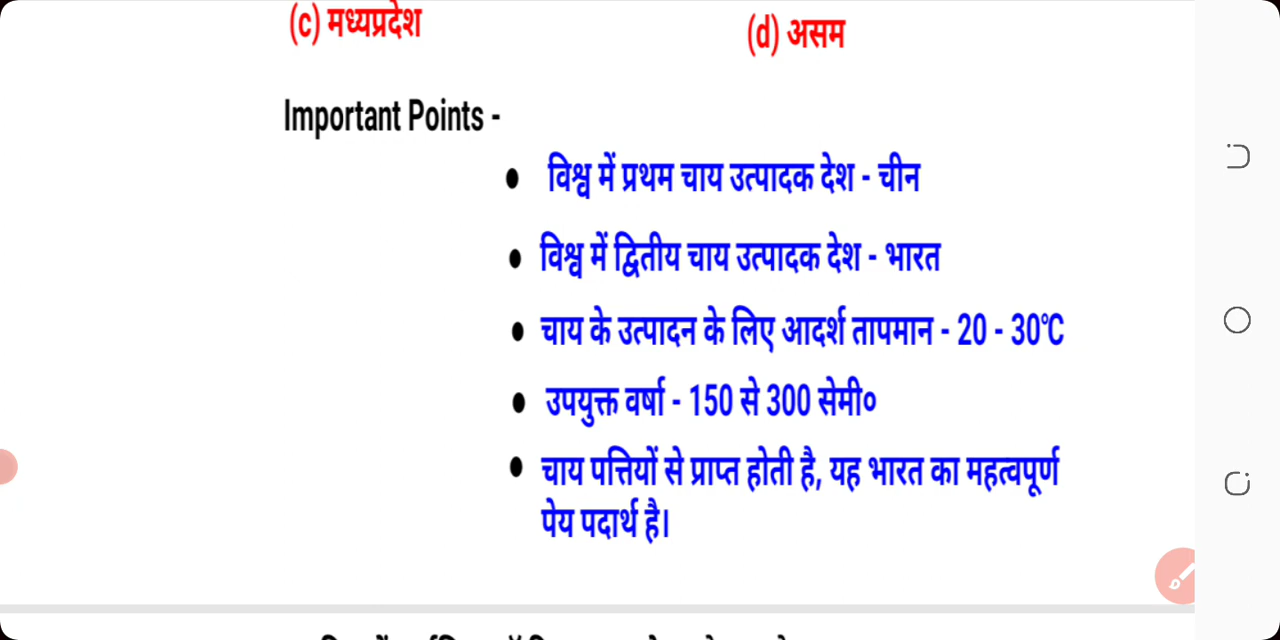 (c) मध्यप्रदेश (d) असम
Important Points -
• विश्व में प्रथम चाय उत्पादक देश - चीन
• विश्व में द्वितीय चाय उत्पादक देश - भारत
• चाय के उत्पादन के लिए आदर्श तापमान - 20 - 30°C
• उपयुक्त वर्षा - 150 से 300 सेमी०
• चाय पत्तियों से प्राप्त होती है, यह भारत का महत्वपूर्ण
पेय पदार्थ है।